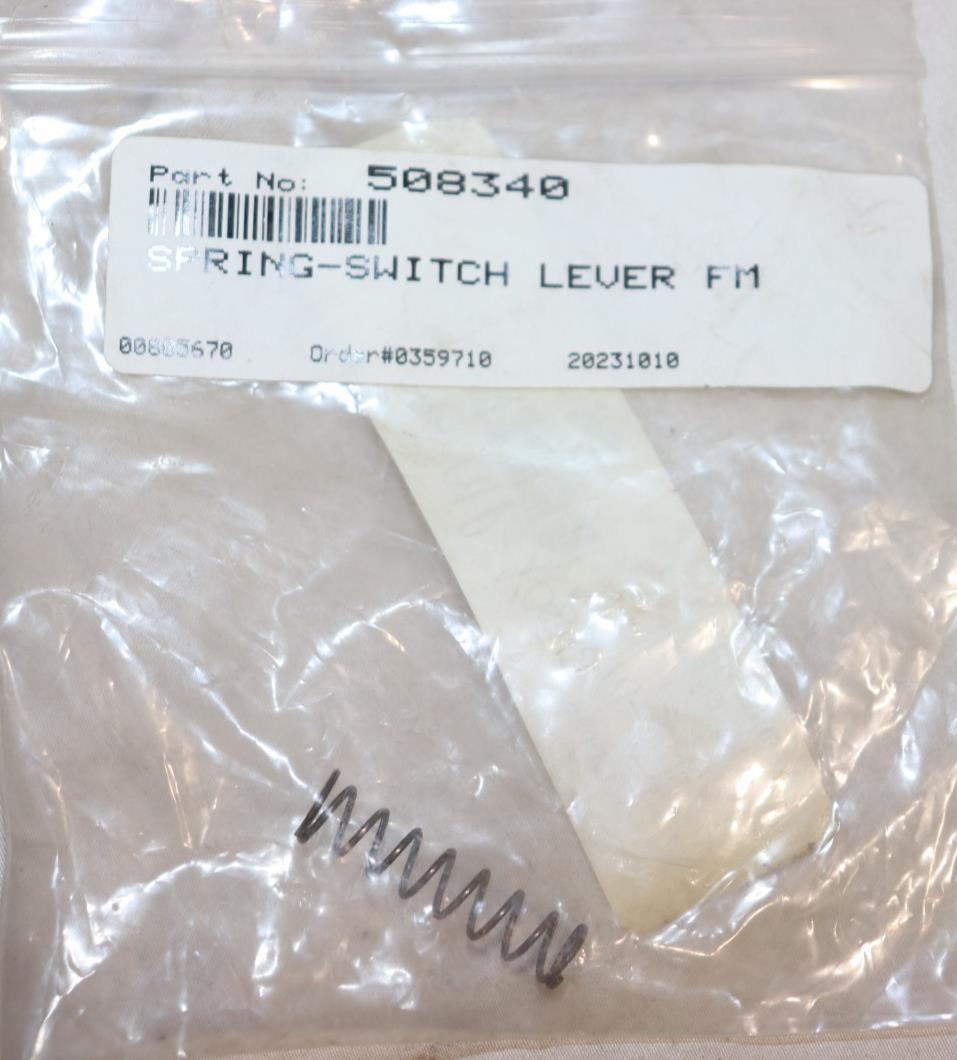 Part No: 508340
SPRING-SWITCH LEVER FM
00805670 Order#0359710 20231010